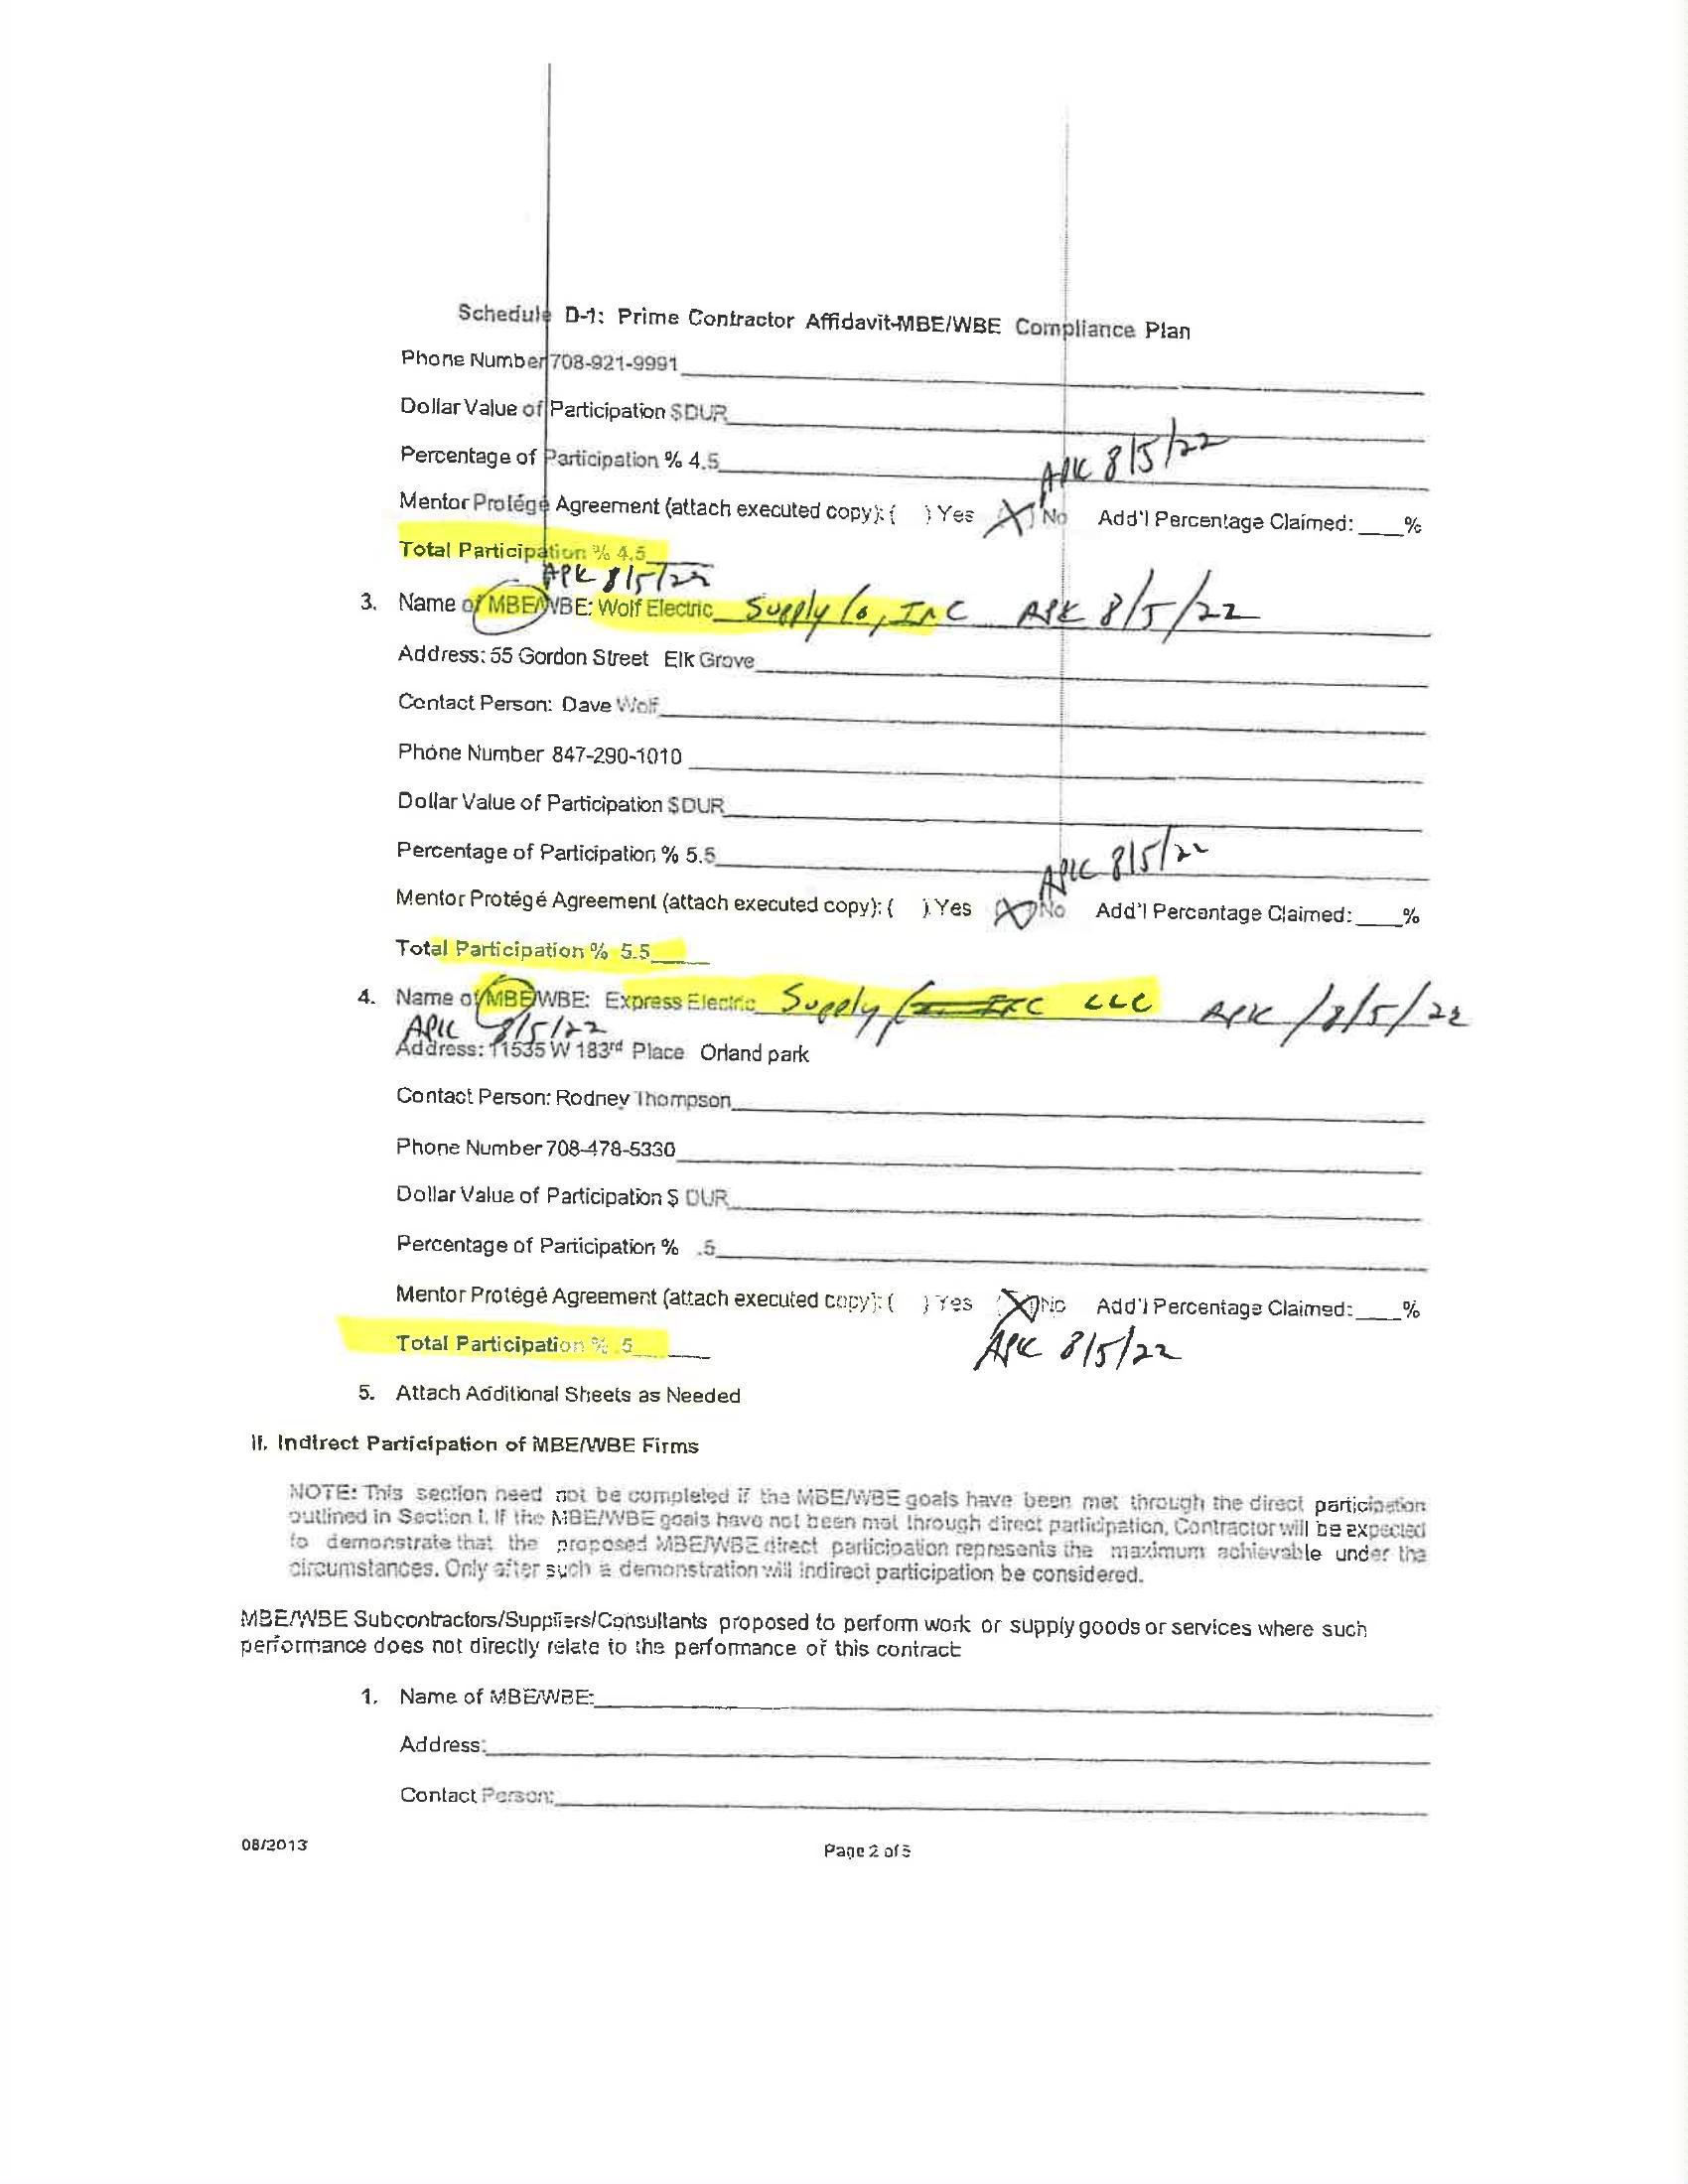 Schedule D-1: Prime Contractor Affidavit-MBE/WBE Compliance Plan
Phone Number 708-921-9991
Dollar Value of Participation $DUR
Percentage of Participation % 4.5
APK 8/5/22
Mentor Protégé Agreement (attach executed copy): ( ) Yes (X) No Add'l Percentage Claimed: ____%
Total Participation % 4.5
APK 8/5/22
3. Name of MBE/WBE: Wolf Electric Supply Co, INC APK 8/5/22
Address: 55 Gordon Street Elk Grove
Contact Person: Dave Wolf
Phone Number 847-290-1010
Dollar Value of Participation $DUR
Percentage of Participation % 5.5
APK 8/5/22
Mentor Protégé Agreement (attach executed copy): ( ) Yes (X) No Add'l Percentage Claimed: ____%
Total Participation % 5.5
4. Name of MBE/WBE: Express Electric Supply LLC APK /8/5/22
APK 8/5/22
Address: 11535 W 183rd Place Orland park
Contact Person: Rodney Thompson
Phone Number 708-478-5330
Dollar Value of Participation $ DUR
Percentage of Participation % .5
Mentor Protégé Agreement (attach executed copy): ( ) Yes (X) No Add'l Percentage Claimed: ____%
APK 8/5/22
Total Participation % .5
5. Attach Additional Sheets as Needed
II. Indirect Participation of MBE/WBE Firms
NOTE: This section need not be completed if the MBE/WBE goals have been met through the direct participation
outlined in Section I. If the MBE/WBE goals have not been met through direct participation, Contractor will be expected
to demonstrate that the proposed MBE/WBE direct participation represents the maximum achievable under the
circumstances. Only after such a demonstration will indirect participation be considered.
MBE/WBE Subcontractors/Suppliers/Consultants proposed to perform work or supply goods or services where such
performance does not directly relate to the performance of this contract:
1. Name of MBE/WBE:
Address:
Contact Person:
08/2013
Page 2 of 5